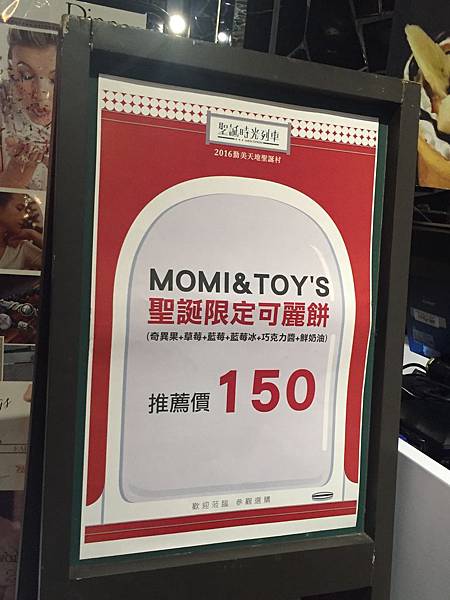 聖誕時光列車
2016勤美天地聖誕村
MOMI&TOY'S
聖誕限定可麗餅
(奇異果+草莓+藍莓+藍莓冰+巧克力醬+鮮奶油)
推薦價 150
歡迎蒞臨 參觀選購